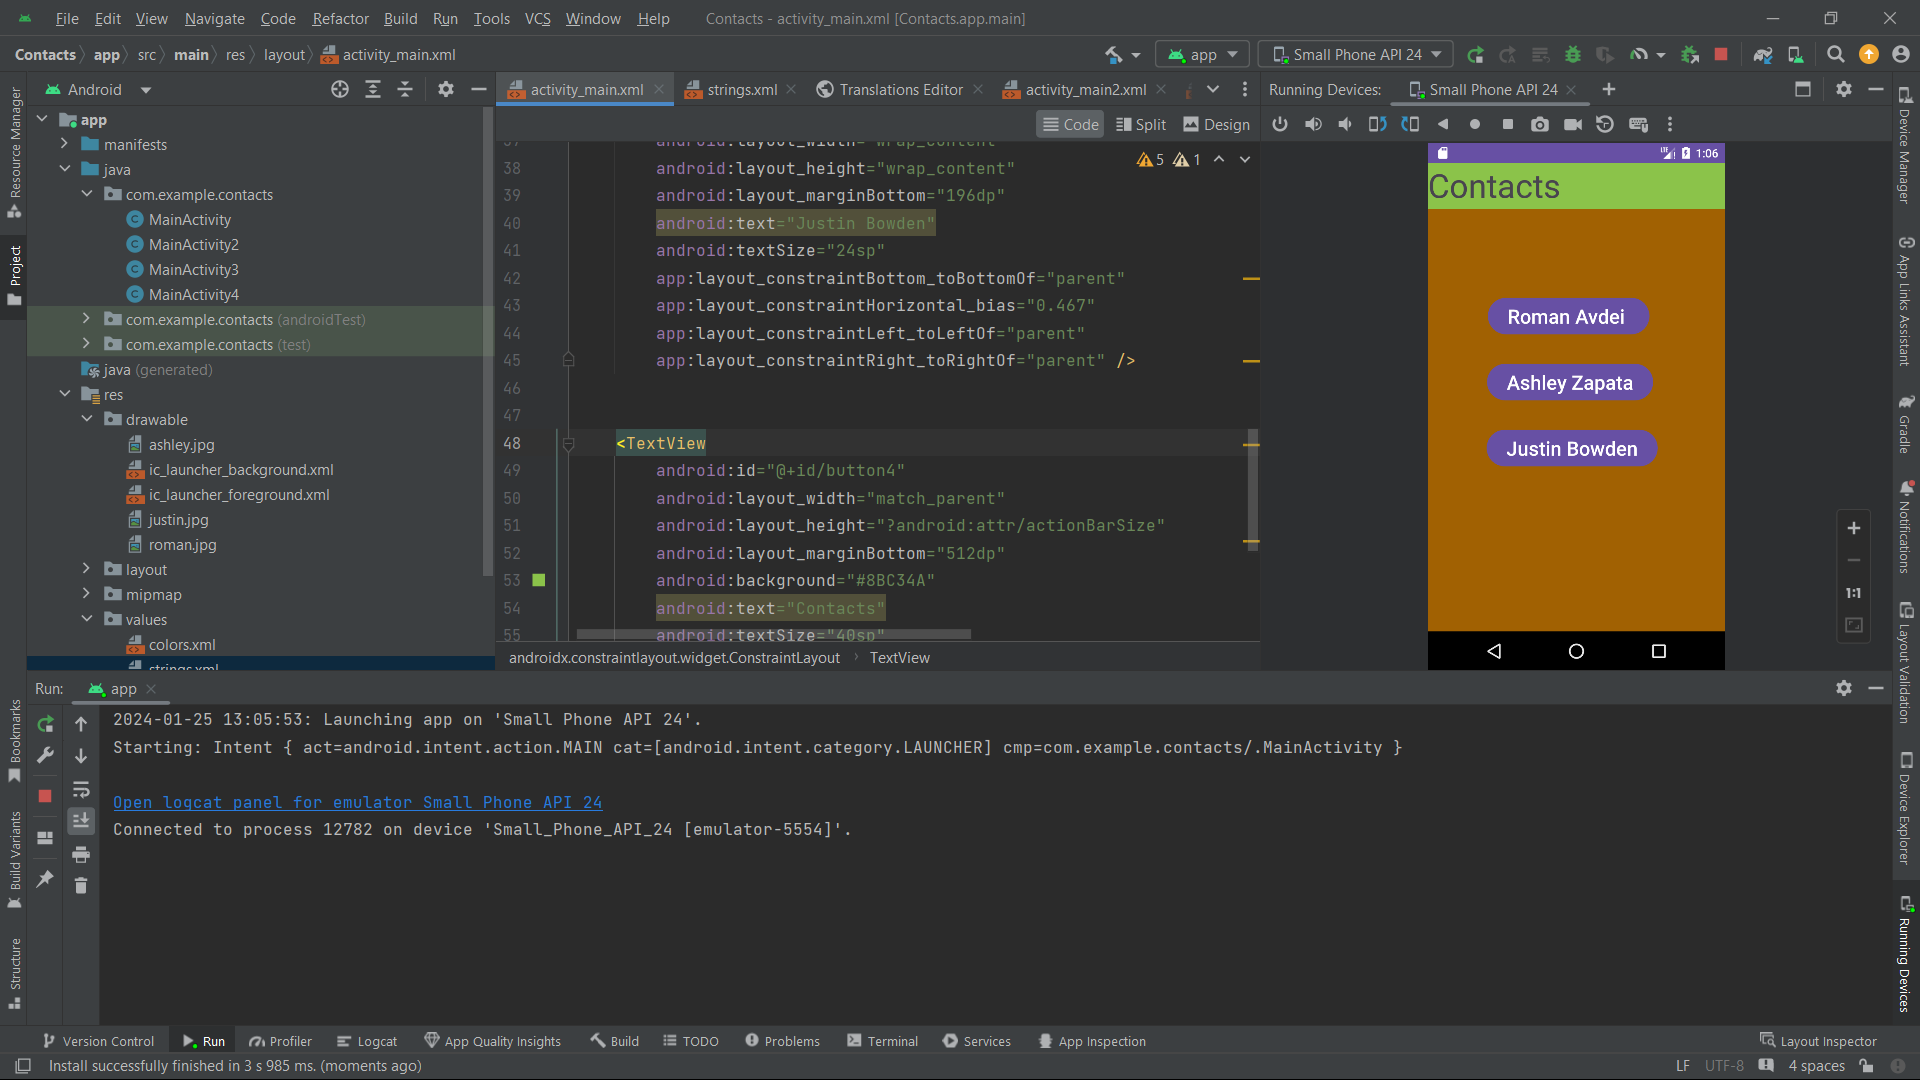 File Edit View Navigate Code Refactor Build Run Tools VCS Window Help Contacts - activity_main.xml [Contacts.app.main]
Contacts app src main res layout activity_main.xml app Small Phone API 24
Android
activity_main.xml strings.xml Translations Editor activity_main2.xml
Running Devices: Small Phone API 24
Code Split Design
Resource Manager
Project
Bookmarks
Build Variants
Structure
app
manifests
java
com.example.contacts
MainActivity
MainActivity2
MainActivity3
MainActivity4
com.example.contacts (androidTest)
com.example.contacts (test)
java (generated)
res
drawable
ashley.jpg
ic_launcher_background.xml
ic_launcher_foreground.xml
justin.jpg
roman.jpg
layout
mipmap
values
colors.xml
strings.xml
5 1
37 android:layout_width="wrap_content"
38 android:layout_height="wrap_content"
39 android:layout_marginBottom="196dp"
40 android:text="Justin Bowden"
41 android:textSize="24sp"
42 app:layout_constraintBottom_toBottomOf="parent"
43 app:layout_constraintHorizontal_bias="0.467"
44 app:layout_constraintLeft_toLeftOf="parent"
45 app:layout_constraintRight_toRightOf="parent" />
46
47
48 <TextView
49 android:id="@+id/button4"
50 android:layout_width="match_parent"
51 android:layout_height="?android:attr/actionBarSize"
52 android:layout_marginBottom="512dp"
53 android:background="#8BC34A"
54 android:text="Contacts"
55 android:textSize="40sp"
androidx.constraintlayout.widget.ConstraintLayout TextView
LTE 1:06
Contacts
Roman Avdei
Ashley Zapata
Justin Bowden
1:1
Device Manager
App Links Assistant
Gradle
Notifications
Layout Validation
Device Explorer
Running Devices
Run: app
2024-01-25 13:05:53: Launching app on 'Small Phone API 24'.
Starting: Intent { act=android.intent.action.MAIN cat=[android.intent.category.LAUNCHER] cmp=com.example.contacts/.MainActivity }
Open logcat panel for emulator Small Phone API 24
Connected to process 12782 on device 'Small_Phone_API_24 [emulator-5554]'.
Version Control Run Profiler Logcat App Quality Insights Build TODO Problems Terminal Services App Inspection Layout Inspector
Install successfully finished in 3 s 985 ms. (moments ago) LF UTF-8 4 spaces